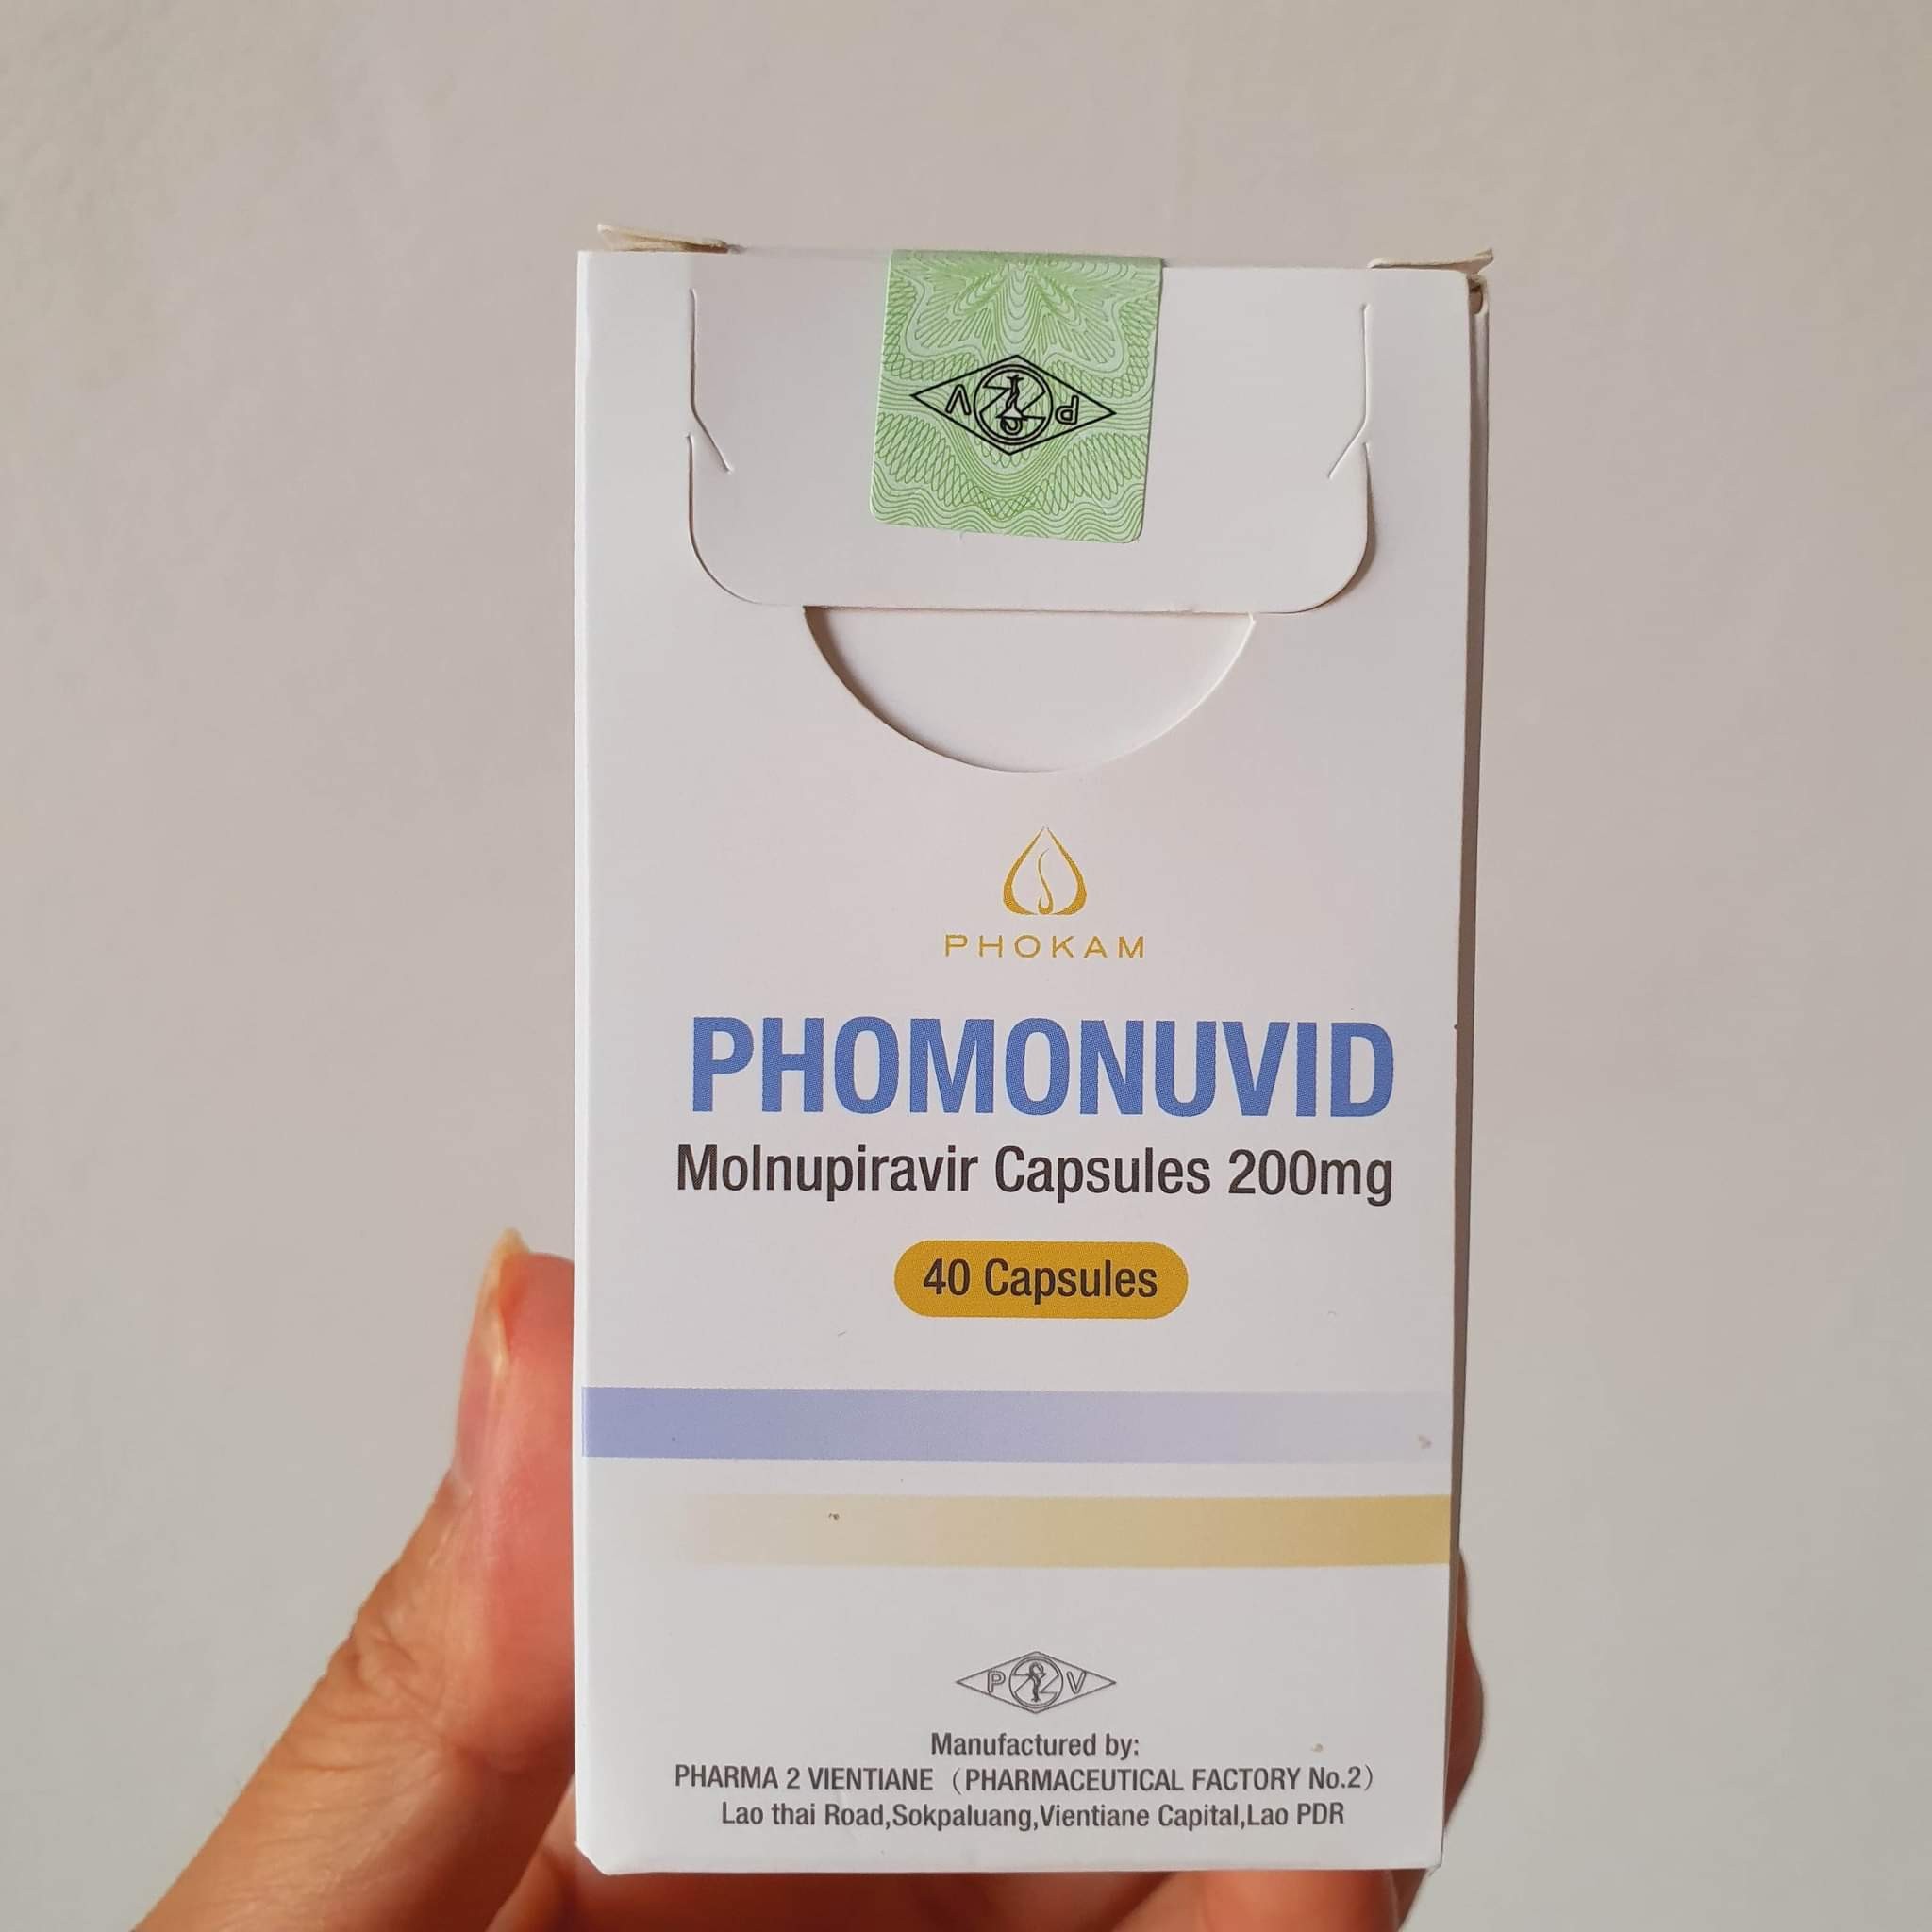 P V
PHOKAM
PHOMONUVID
Molnupiravir Capsules 200mg
40 Capsules
P 2 V
Manufactured by:
PHARMA 2 VIENTIANE（PHARMACEUTICAL FACTORY No.2）
Lao thai Road,Sokpaluang,Vientiane Capital,Lao PDR